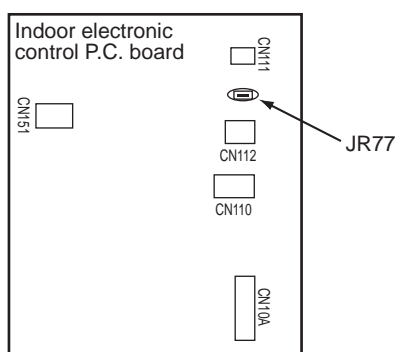 Indoor electronic
control P.C. board
CN111
CN151
JR77
CN112
CN110
CN10A